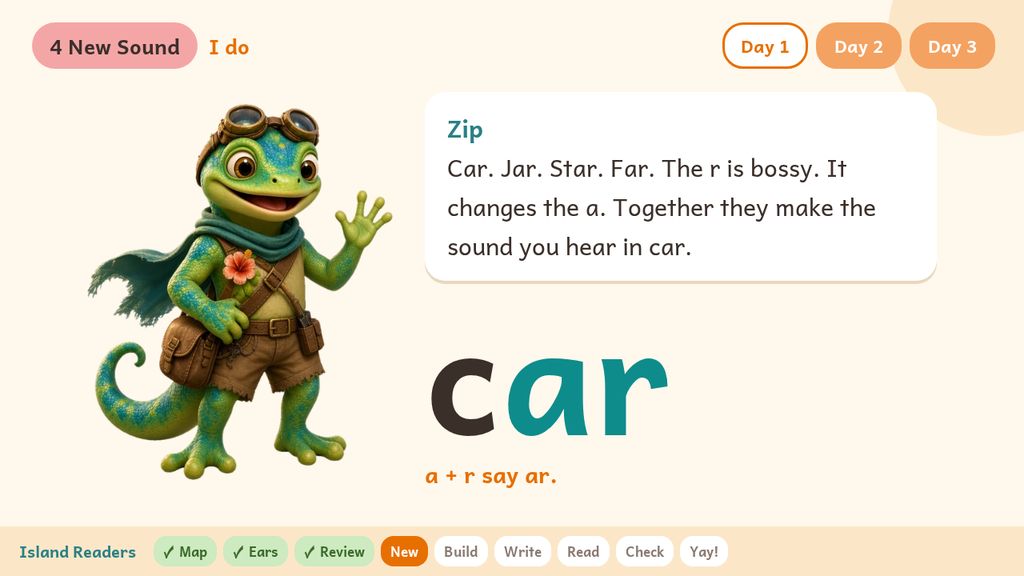 4 New Sound I do Day 1 Day 2 Day 3
Zip
Car. Jar. Star. Far. The r is bossy. It
changes the a. Together they make the
sound you hear in car.
car
a + r say ar.
Island Readers ✓ Map ✓ Ears ✓ Review New Build Write Read Check Yay!